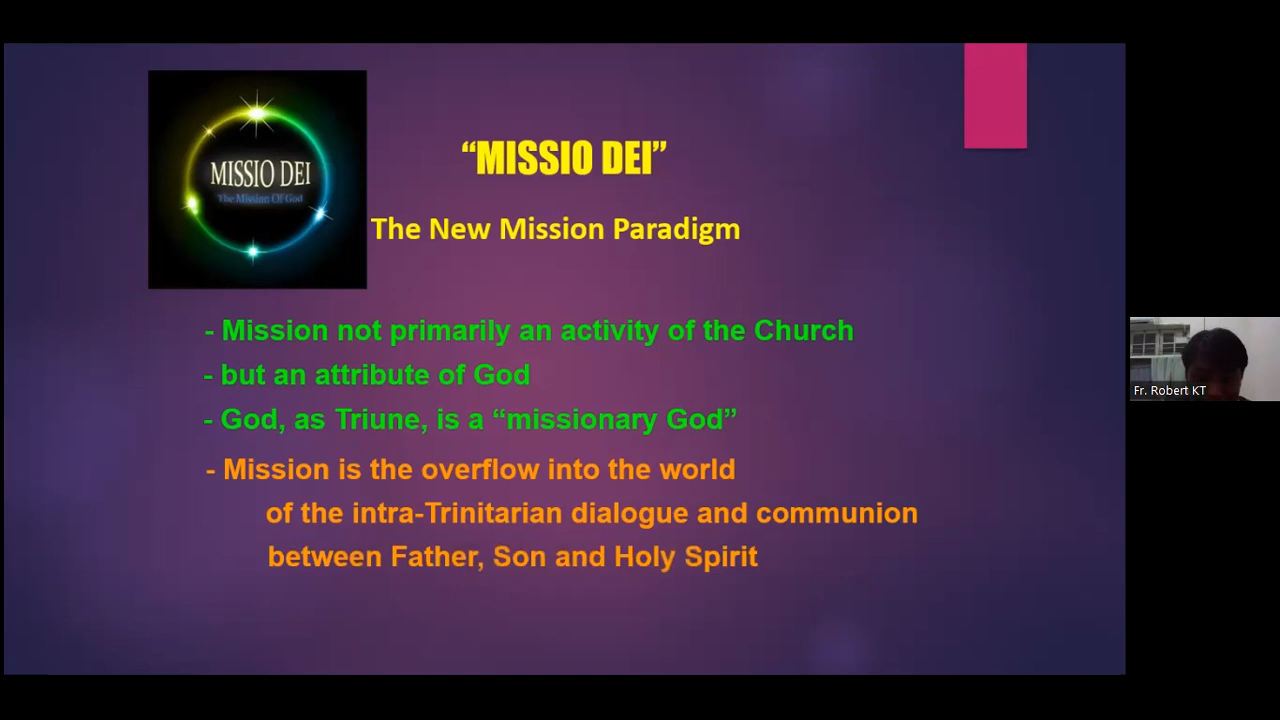 MISSIO DEI
The Mission Of God
“MISSIO DEI”
The New Mission Paradigm
- Mission not primarily an activity of the Church
- but an attribute of God
- God, as Triune, is a “missionary God”
- Mission is the overflow into the world
of the intra-Trinitarian dialogue and communion
between Father, Son and Holy Spirit
Fr. Robert KT